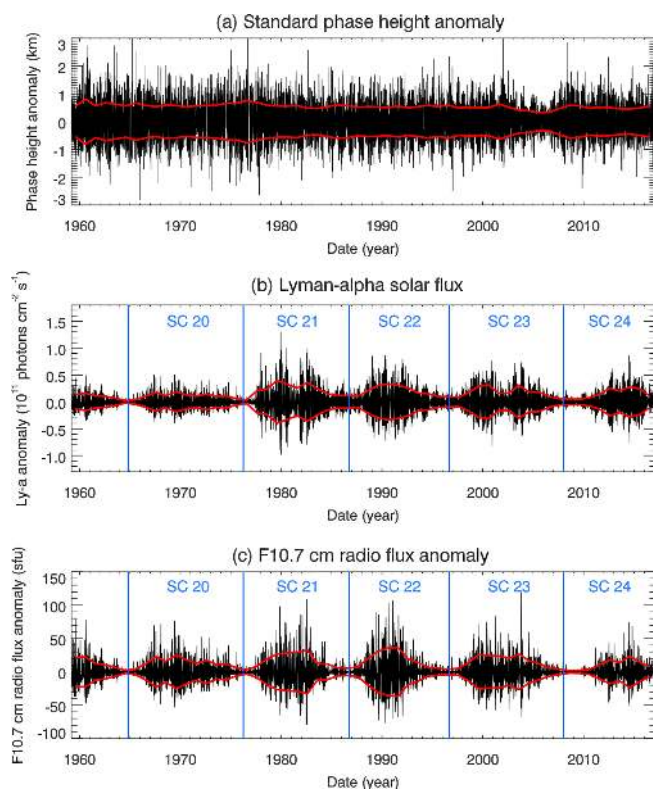 (a) Standard phase height anomaly
Phase height anomaly (km)
3
2
1
0
-1
-2
-3
1960 1970 1980 1990 2000 2010
Date (year)
(b) Lyman-alpha solar flux
Ly-a anomaly (10¹¹ photons cm⁻² s⁻¹)
SC 20 SC 21 SC 22 SC 23 SC 24
1.5
1.0
0.5
0.0
-0.5
-1.0
1960 1970 1980 1990 2000 2010
Date (year)
(c) F10.7 cm radio flux anomaly
F10.7 cm radio flux anomaly (sfu)
150
SC 20 SC 21 SC 22 SC 23 SC 24
100
50
0
-50
-100
1960 1970 1980 1990 2000 2010
Date (year)